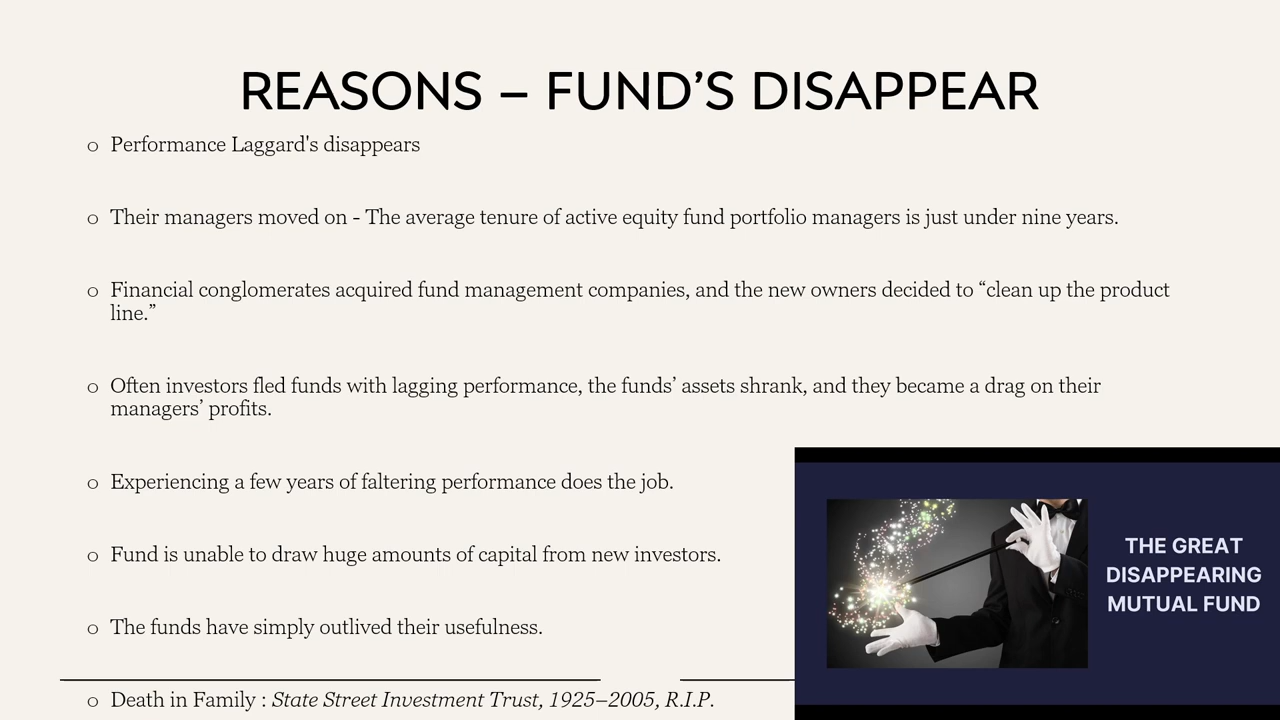 REASONS – FUND’S DISAPPEAR
o Performance Laggard's disappears
o Their managers moved on - The average tenure of active equity fund portfolio managers is just under nine years.
o Financial conglomerates acquired fund management companies, and the new owners decided to “clean up the product
line.”
o Often investors fled funds with lagging performance, the funds’ assets shrank, and they became a drag on their
managers’ profits.
o Experiencing a few years of faltering performance does the job.
o Fund is unable to draw huge amounts of capital from new investors.
o The funds have simply outlived their usefulness.
o Death in Family : State Street Investment Trust, 1925–2005, R.I.P.
THE GREAT
DISAPPEARING
MUTUAL FUND